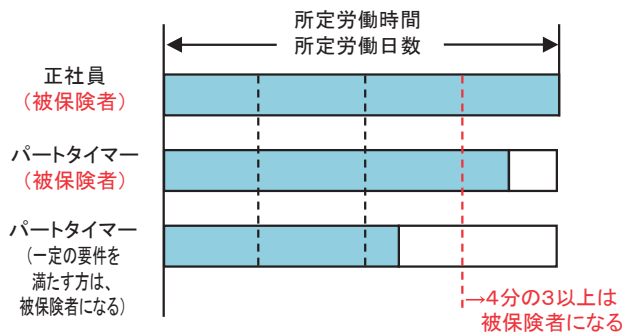 所定労働時間
所定労働日数
正社員
(被保険者)
パートタイマー
(被保険者)
パートタイマー
(一定の要件を
満たす方は、
被保険者になる)
→4分の3以上は
被保険者になる